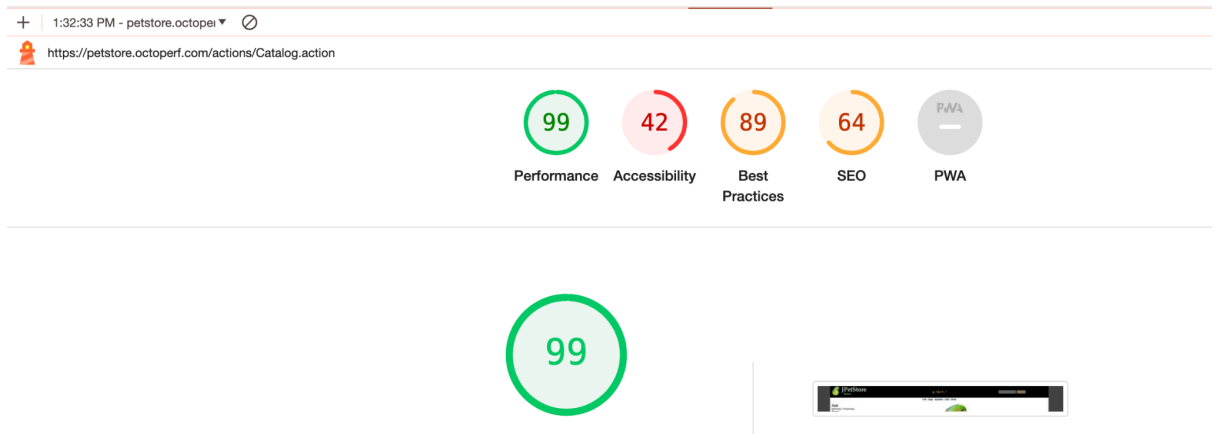 1:32:33 PM - petstore.octoper
https://petstore.octoperf.com/actions/Catalog.action
99 42 89 64 PWA
Performance Accessibility Best Practices SEO PWA
99
JPetStore